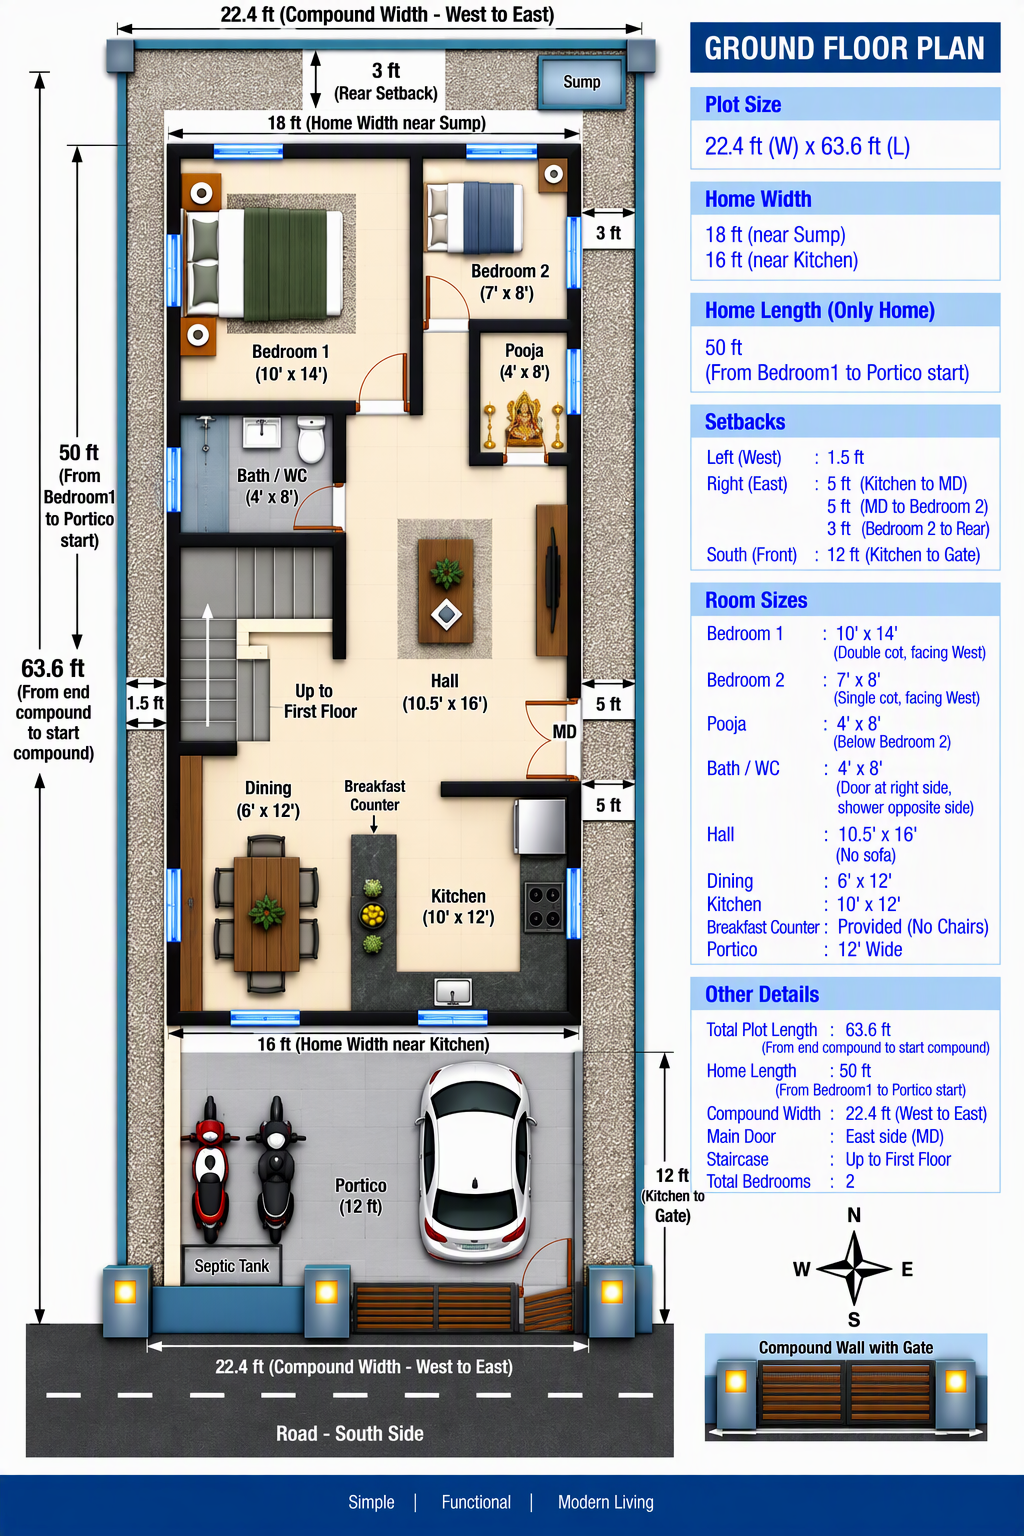 22.4 ft (Compound Width - West to East)
3 ft
(Rear Setback)
Sump
18 ft (Home Width near Sump)
3 ft
Bedroom 2
(7' x 8')
Bedroom 1
(10' x 14')
Pooja
(4' x 8')
Bath / WC
(4' x 8')
50 ft
(From
Bedroom1
to Portico
start)
63.6 ft
(From end
compound
to start
compound)
1.5 ft
Up to
First Floor
Hall
(10.5' x 16')
5 ft
MD
5 ft
Dining
(6' x 12')
Breakfast
Counter
Kitchen
(10' x 12')
16 ft (Home Width near Kitchen)
Portico
(12 ft)
12 ft
(Kitchen to
Gate)
Septic Tank
22.4 ft (Compound Width - West to East)
Road - South Side
GROUND FLOOR PLAN
Plot Size
22.4 ft (W) x 63.6 ft (L)
Home Width
18 ft (near Sump)
16 ft (near Kitchen)
Home Length (Only Home)
50 ft
(From Bedroom1 to Portico start)
Setbacks
Left (West) : 1.5 ft
Right (East) : 5 ft (Kitchen to MD)
5 ft (MD to Bedroom 2)
3 ft (Bedroom 2 to Rear)
South (Front) : 12 ft (Kitchen to Gate)
Room Sizes
Bedroom 1 : 10' x 14'
(Double cot, facing West)
Bedroom 2 : 7' x 8'
(Single cot, facing West)
Pooja : 4' x 8'
(Below Bedroom 2)
Bath / WC : 4' x 8'
(Door at right side,
shower opposite side)
Hall : 10.5' x 16'
(No sofa)
Dining : 6' x 12'
Kitchen : 10' x 12'
Breakfast Counter : Provided (No Chairs)
Portico : 12' Wide
Other Details
Total Plot Length : 63.6 ft
(From end compound to start compound)
Home Length : 50 ft
(From Bedroom1 to Portico start)
Compound Width : 22.4 ft (West to East)
Main Door : East side (MD)
Staircase : Up to First Floor
Total Bedrooms : 2
N
W E
S
Compound Wall with Gate
Simple | Functional | Modern Living